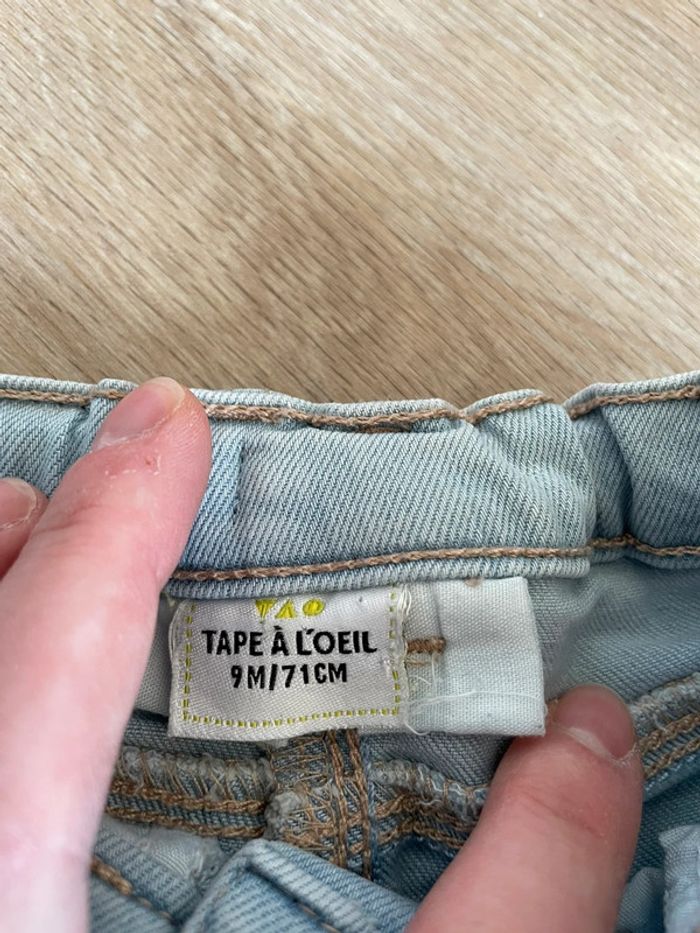 TAO
TAPE À L'OEIL
9M/71CM